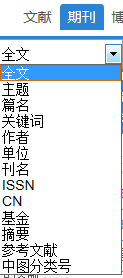 文献 期刊 博
全文
全文
主题
篇名
关键词
作者
单位
刊名
ISSN
CN
基金
摘要
参考文献
中图分类号